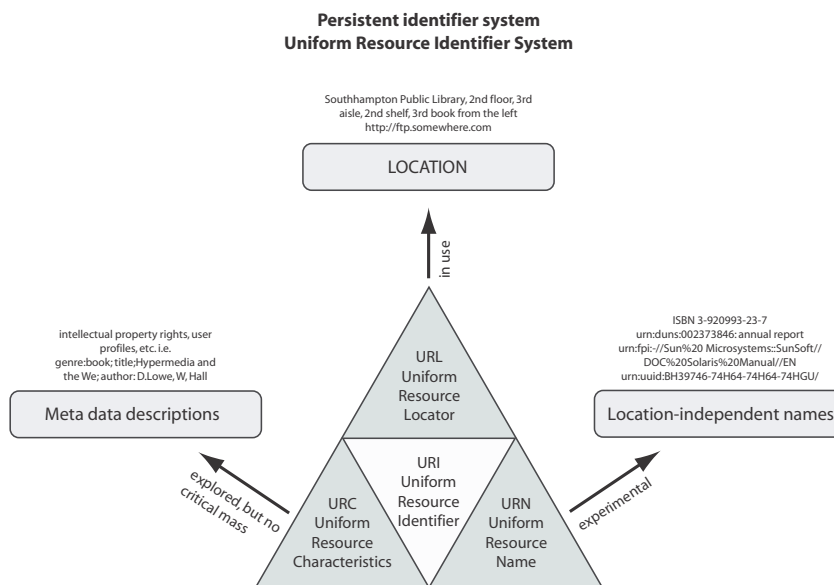 Persistent identifier system
Uniform Resource Identifier System
Southhampton Public Library, 2nd floor, 3rd
aisle, 2nd shelf, 3rd book from the left
http://ftp.somewhere.com
LOCATION
in use
intellectual property rights, user
profiles, etc. i.e.
genre:book; title;Hypermedia and
the We; author: D.Lowe, W, Hall
Meta data descriptions
explored, but no
critical mass
ISBN 3-920993-23-7
urn:duns:002373846: annual report
urn:fpi:-//Sun%20 Microsystems::SunSoft//
DOC%20Solaris%20Manual//EN
urn:uuid:BH39746-74H64-74H64-74HGU/
Location-independent names
experimental
URL
Uniform
Resource
Locator
URI
Uniform
Resource
Identifier
URC
Uniform
Resource
Characteristics
URN
Uniform
Resource
Name